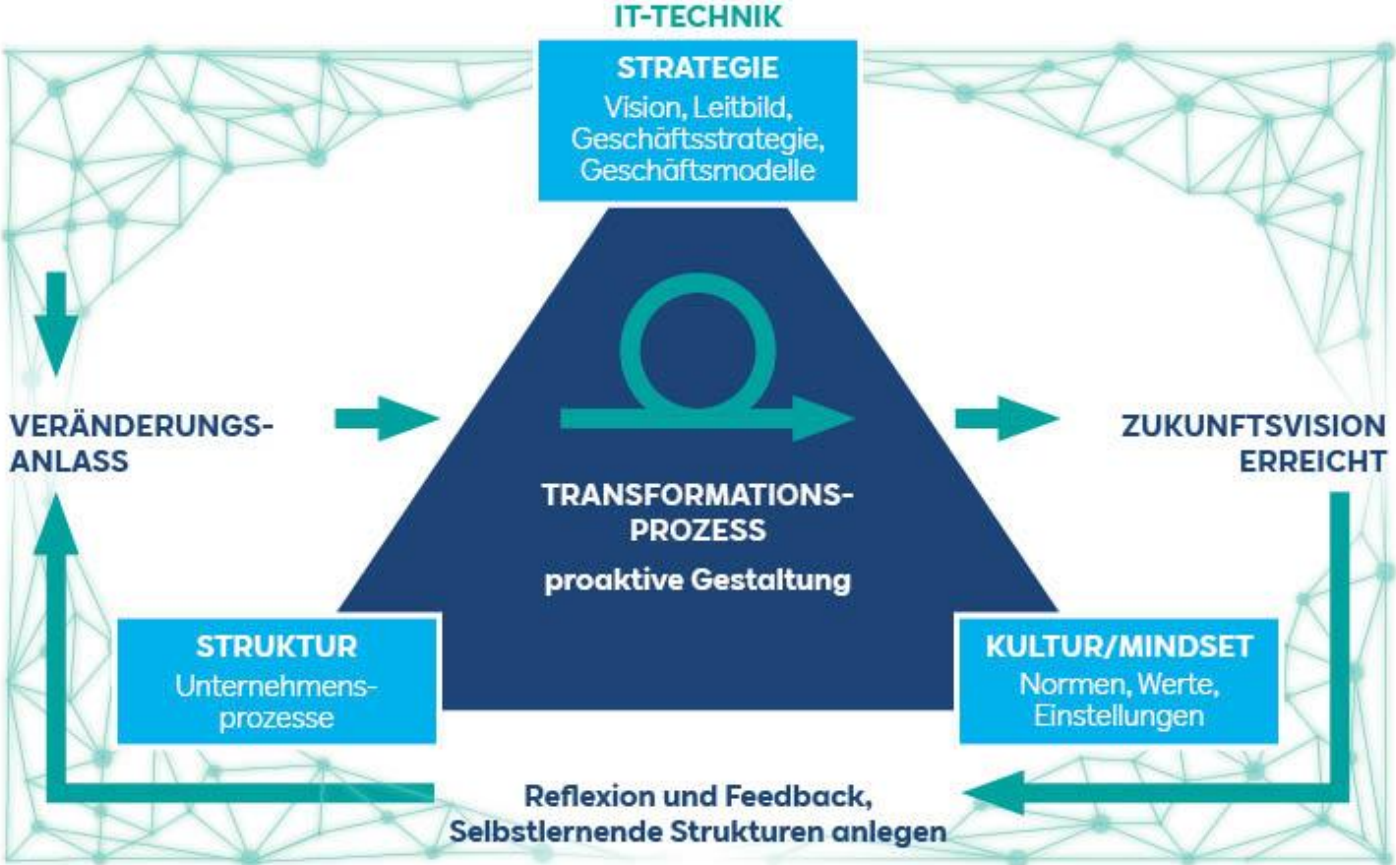 IT-TECHNIK
STRATEGIE
Vision, Leitbild,
Geschäftsstrategie,
Geschäftsmodelle
VERÄNDERUNGS-
ANLASS
TRANSFORMATIONS-
PROZESS
proaktive Gestaltung
ZUKUNFTSVISION
ERREICHT
STRUKTUR
Unternehmens-
prozesse
KULTUR/MINDSET
Normen, Werte,
Einstellungen
Reflexion und Feedback,
Selbstlernende Strukturen anlegen